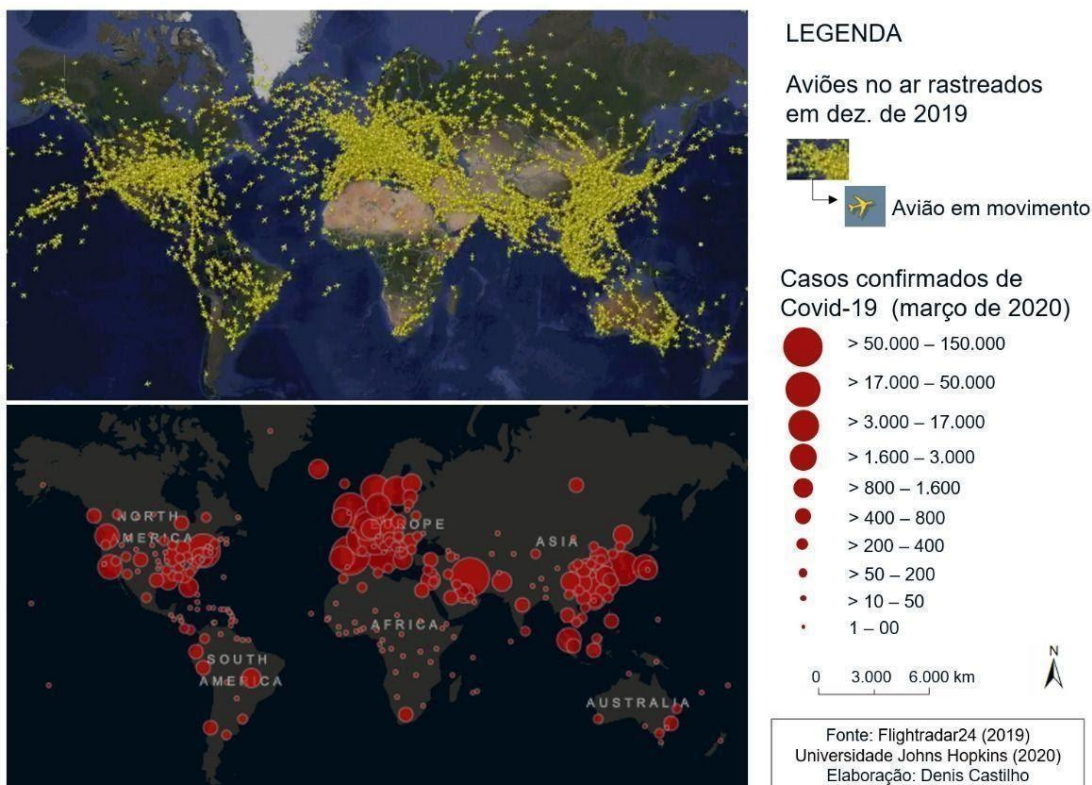 LEGENDA
Aviões no ar rastreados
em dez. de 2019
Avião em movimento
Casos confirmados de
Covid-19 (março de 2020)
> 50.000 – 150.000
> 17.000 – 50.000
> 3.000 – 17.000
> 1.600 – 3.000
> 800 – 1.600
> 400 – 800
> 200 – 400
> 50 – 200
> 10 – 50
1 – 00
N
0 3.000 6.000 km
Fonte: Flightradar24 (2019)
Universidade Johns Hopkins (2020)
Elaboração: Denis Castilho
NORTH
AMERICA
EUROPE
ASIA
AFRICA
SOUTH
AMERICA
AUSTRALIA